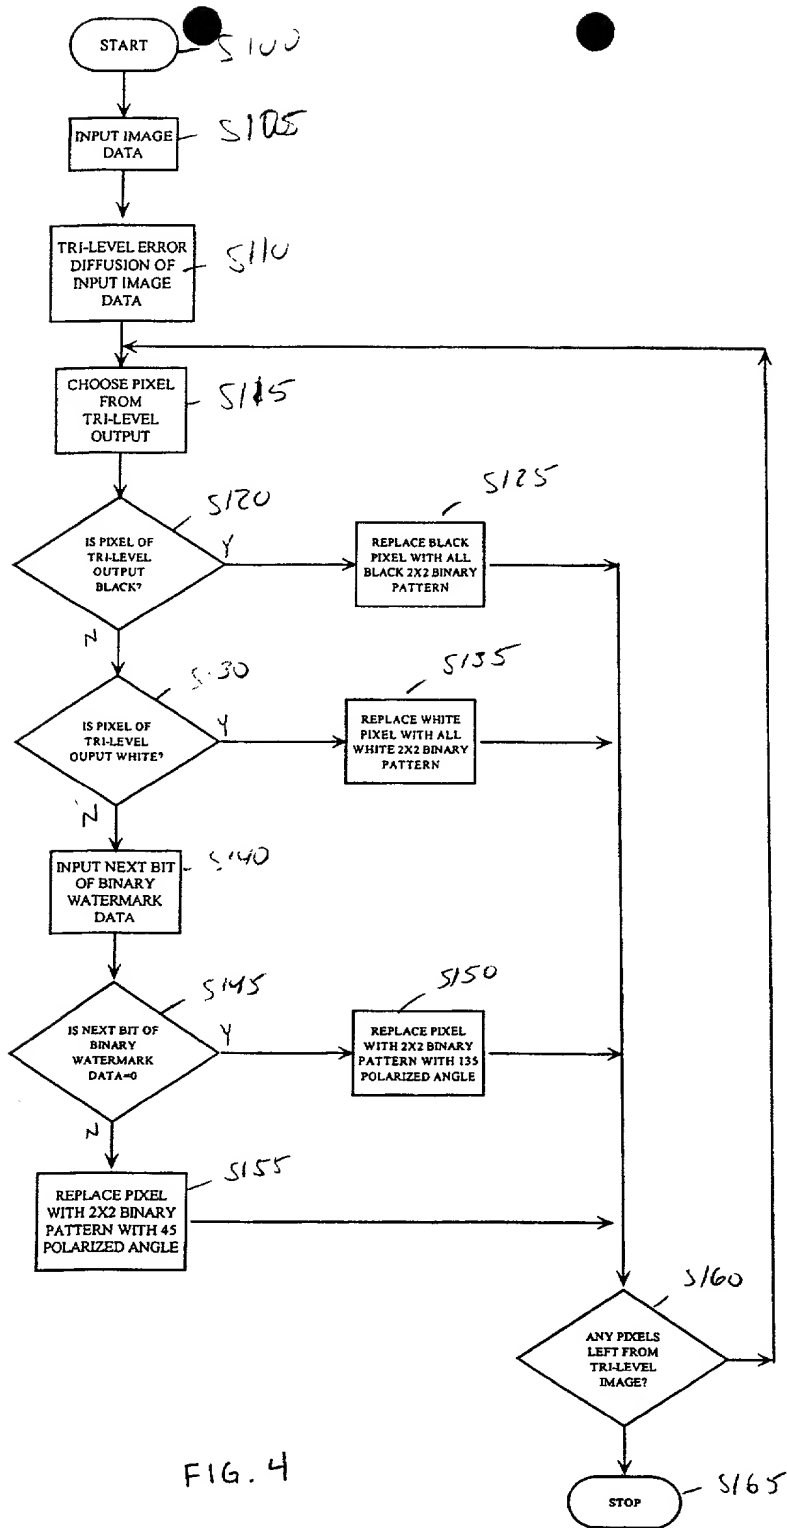 START
S100
INPUT IMAGE
DATA
S105
TRI-LEVEL ERROR
DIFFUSION OF
INPUT IMAGE
DATA
S110
CHOOSE PIXEL
FROM
TRI-LEVEL
OUTPUT
S115
IS PIXEL OF
TRI-LEVEL
OUTPUT
BLACK?
S120
Y
REPLACE BLACK
PIXEL WITH ALL
BLACK 2X2 BINARY
PATTERN
S125
N
IS PIXEL OF
TRI-LEVEL
OUPUT WHITE?
S130
Y
REPLACE WHITE
PIXEL WITH ALL
WHITE 2X2 BINARY
PATTERN
S135
N
INPUT NEXT BIT
OF BINARY
WATERMARK
DATA
S140
IS NEXT BIT OF
BINARY
WATERMARK
DATA=0
S145
Y
REPLACE PIXEL
WITH 2X2 BINARY
PATTERN WITH 135
POLARIZED ANGLE
S150
N
REPLACE PIXEL
WITH 2X2 BINARY
PATTERN WITH 45
POLARIZED ANGLE
S155
ANY PIXELS
LEFT FROM
TRI-LEVEL
IMAGE?
S160
STOP
S165
FIG. 4